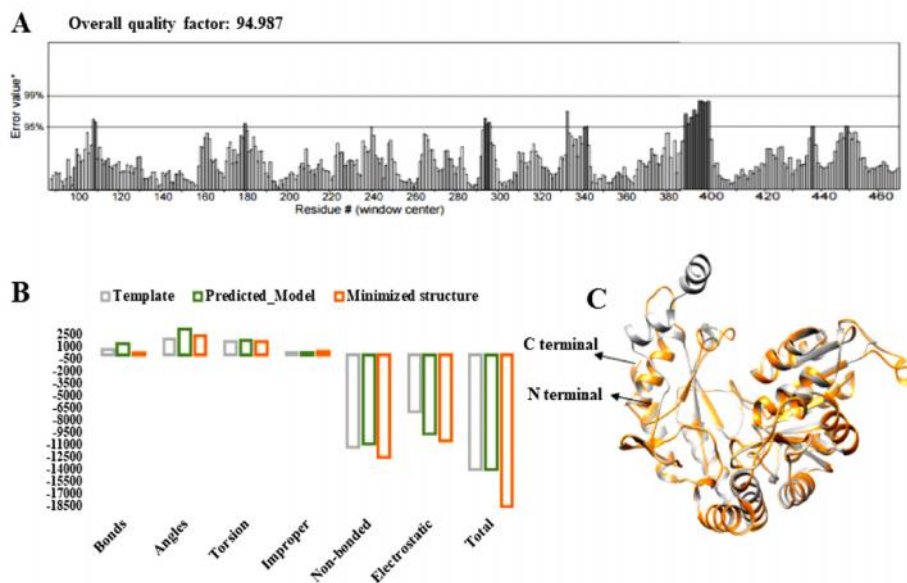 A Overall quality factor: 94.987
Error value*
99%
95%
100 120 140 160 180 200 220 240 260 280 300 320 340 360 380 400 420 440 460
Residue # (window center)
B
Template Predicted_Model Minimized structure
2500
1000
-500
-2000
-3500
-5000
-6500
-8000
-9500
-11000
-12500
-14000
-15500
-17000
-18500
Bonds
Angles
Torsion
Improper
Non-bonded
Electrostatic
Total
C
C terminal
N terminal